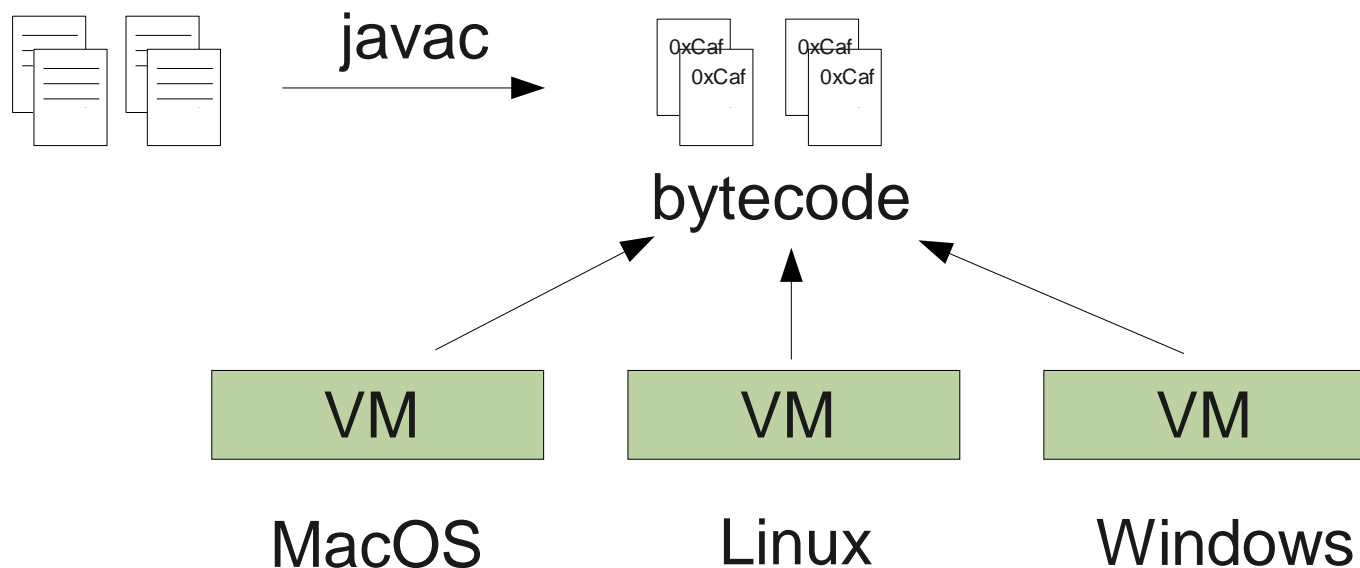 javac
0xCaf
0xCaf
0xCaf
0xCaf
bytecode
VM
VM
VM
MacOS
Linux
Windows